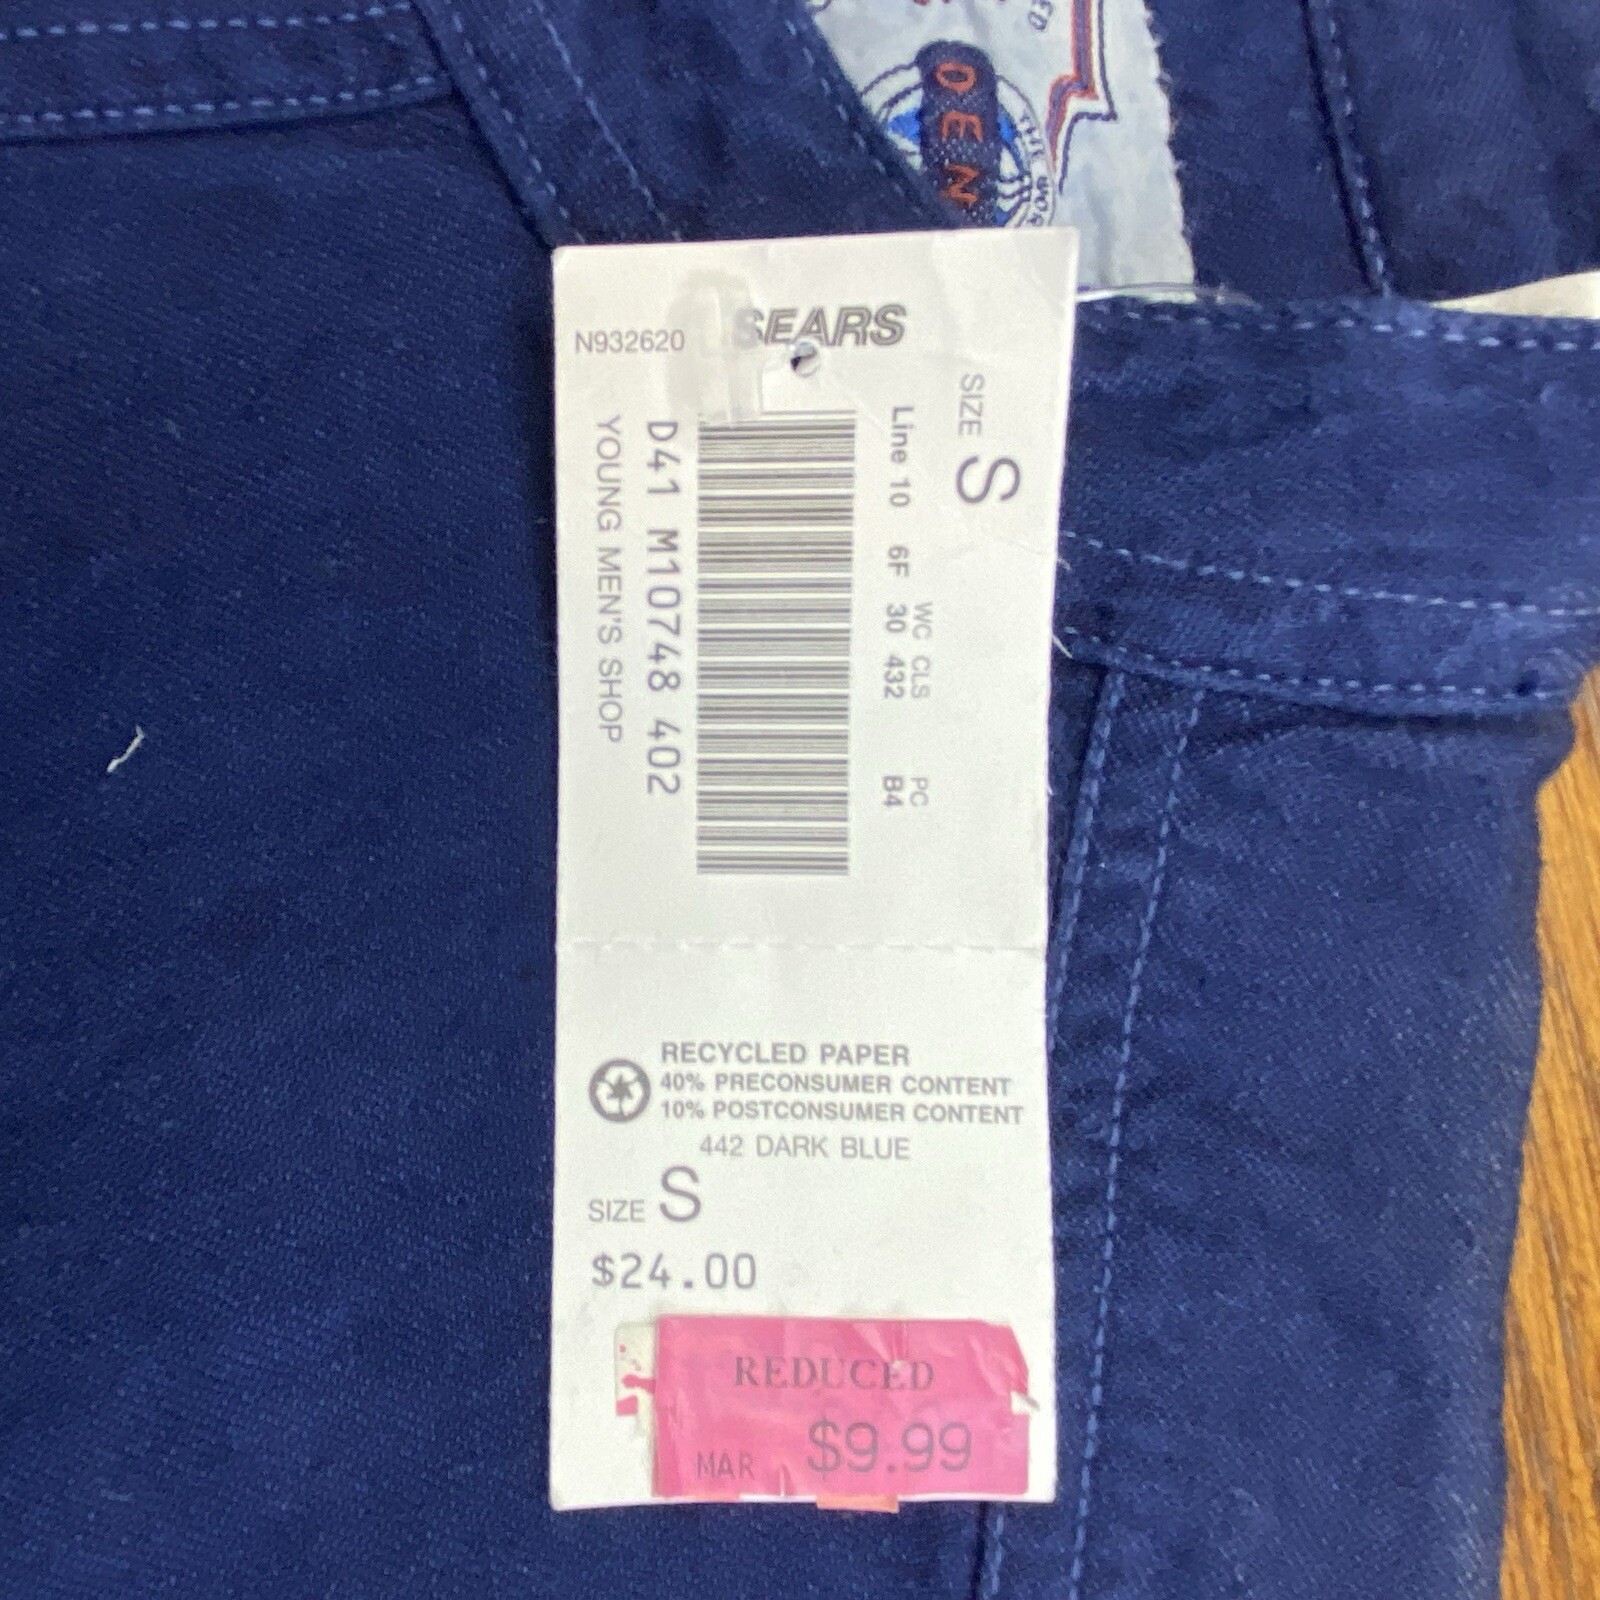 DEN
N932620
SEARS
SIZE S
Line 10 6F 30 432 B4
WC CLS PC
D41 M10748 402
YOUNG MEN'S SHOP
RECYCLED PAPER
40% PRECONSUMER CONTENT
10% POSTCONSUMER CONTENT
442 DARK BLUE
SIZE S
$24.00
REDUCED
MAR $9.99